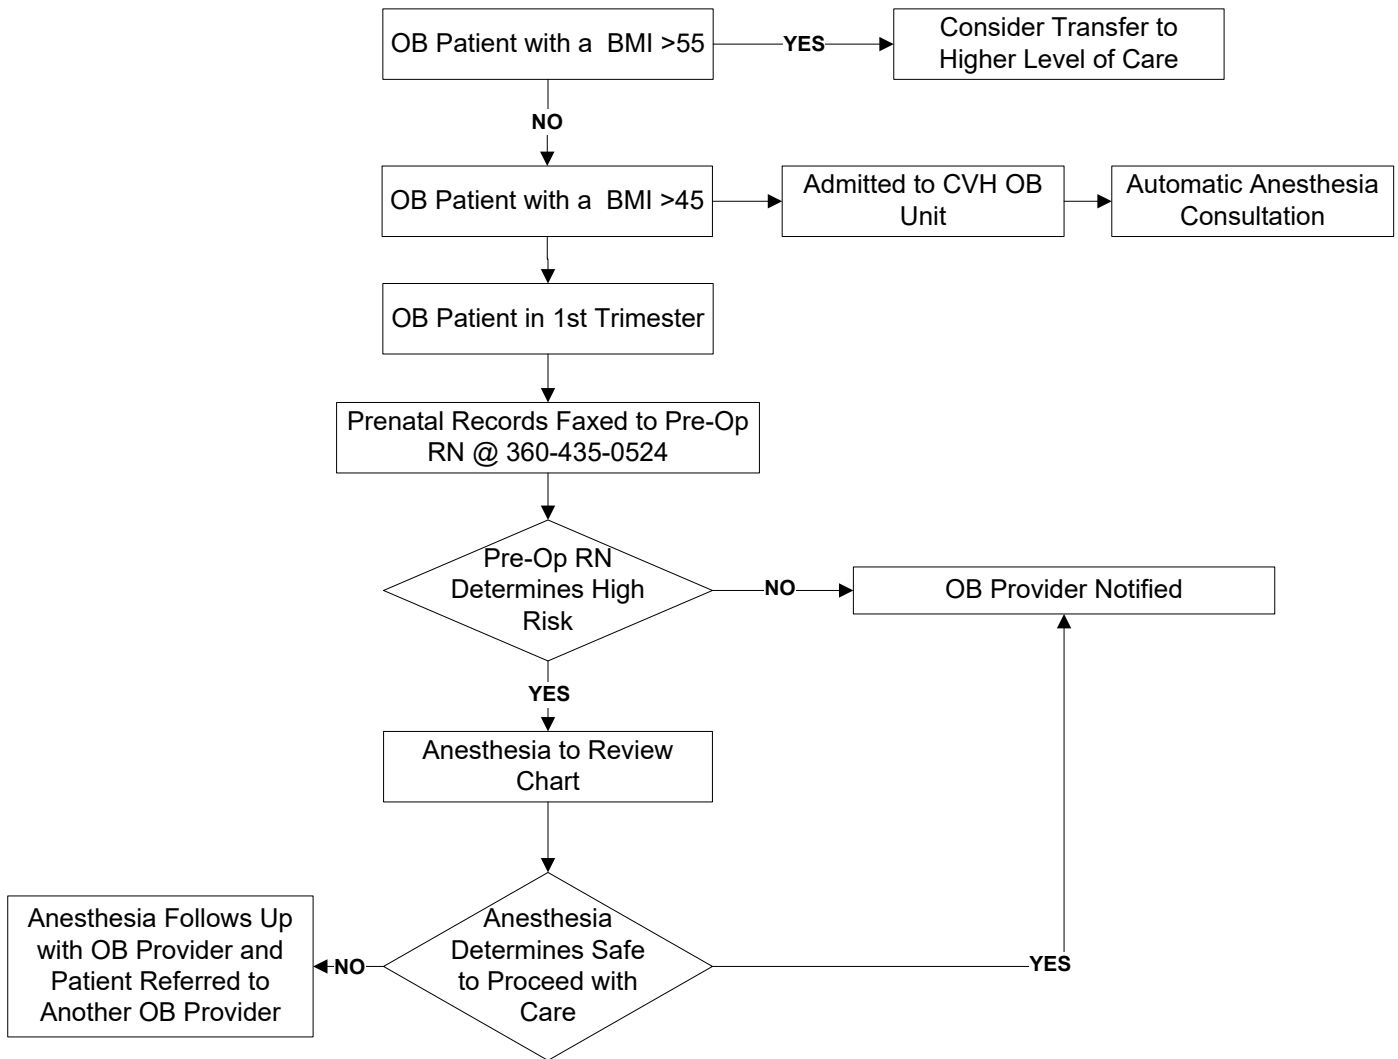 OB Patient with a  BMI >55
YES
Consider Transfer to
Higher Level of Care
NO
OB Patient with a  BMI >45
Admitted to CVH OB
Unit
Automatic Anesthesia
Consultation
OB Patient in 1st Trimester
Prenatal Records Faxed to Pre-Op
RN @ 360-435-0524
Pre-Op RN
Determines High
Risk
NO
OB Provider Notified
YES
Anesthesia to Review
Chart
Anesthesia
Determines Safe
to Proceed with
Care
NO
Anesthesia Follows Up
with OB Provider and
Patient Referred to
Another OB Provider
YES